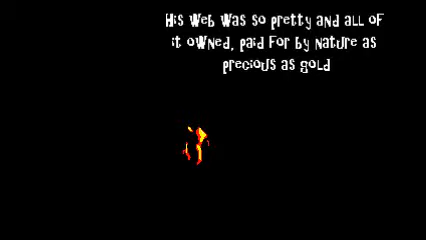 His web was so pretty and all of
it owned, paid for by nature as
precious as gold